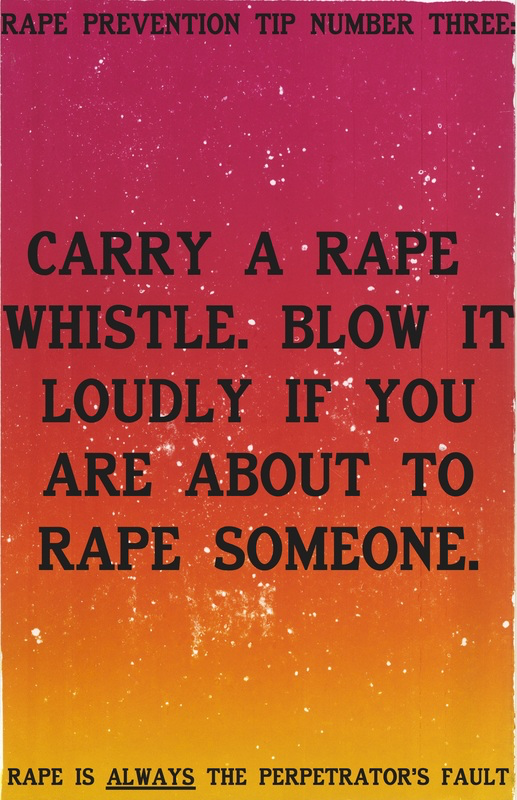 RAPE PREVENTION TIP NUMBER THREE:
CARRY A RAPE
WHISTLE. BLOW IT
LOUDLY IF YOU
ARE ABOUT TO
RAPE SOMEONE.
RAPE IS ALWAYS THE PERPETRATOR'S FAULT